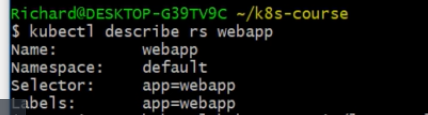 Richard@DESKTOP-G39TV9C ~/k8s-course
$ kubectl describe rs webapp
Name: webapp
Namespace: default
Selector: app=webapp
Labels: app=webapp